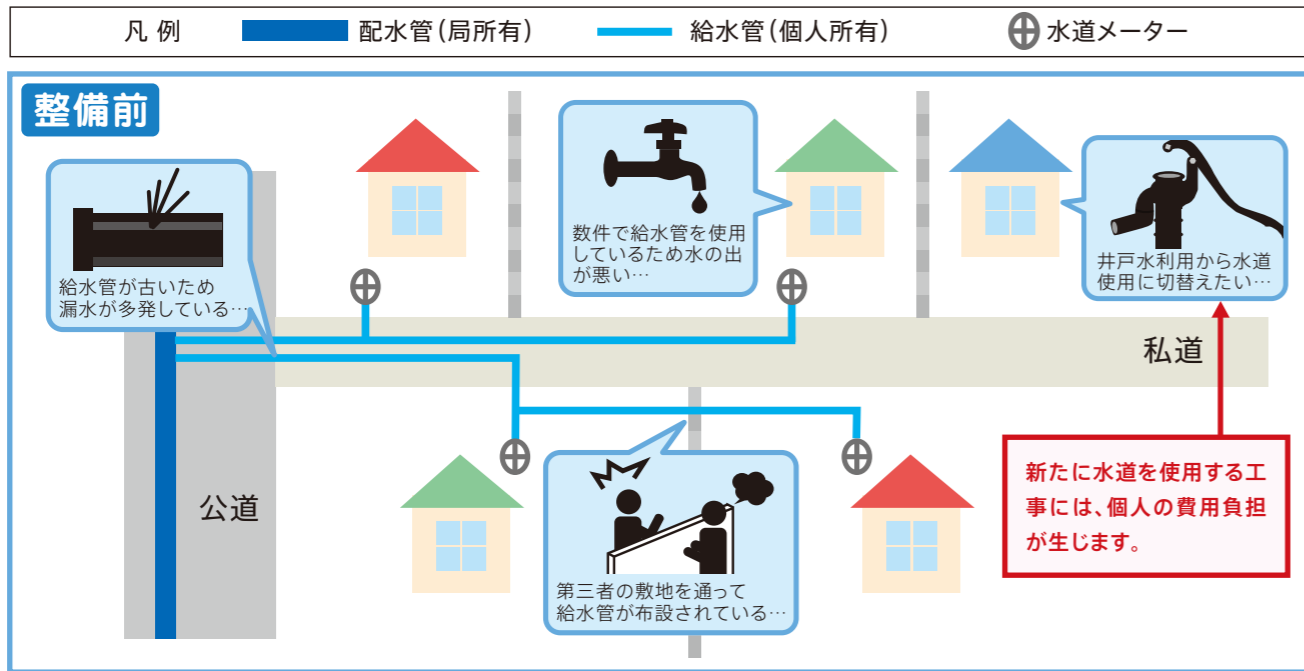 凡 例
配水管(局所有)
給水管(個人所有)
水道メーター
整備前
給水管が古いため
漏水が多発している…
数件で給水管を使用
しているため水の出
が悪い…
井戸水利用から水道
使用に切替えたい…
私道
公道
第三者の敷地を通って
給水管が布設されている…
新たに水道を使用する工
事には、個人の費用負担
が生じます。